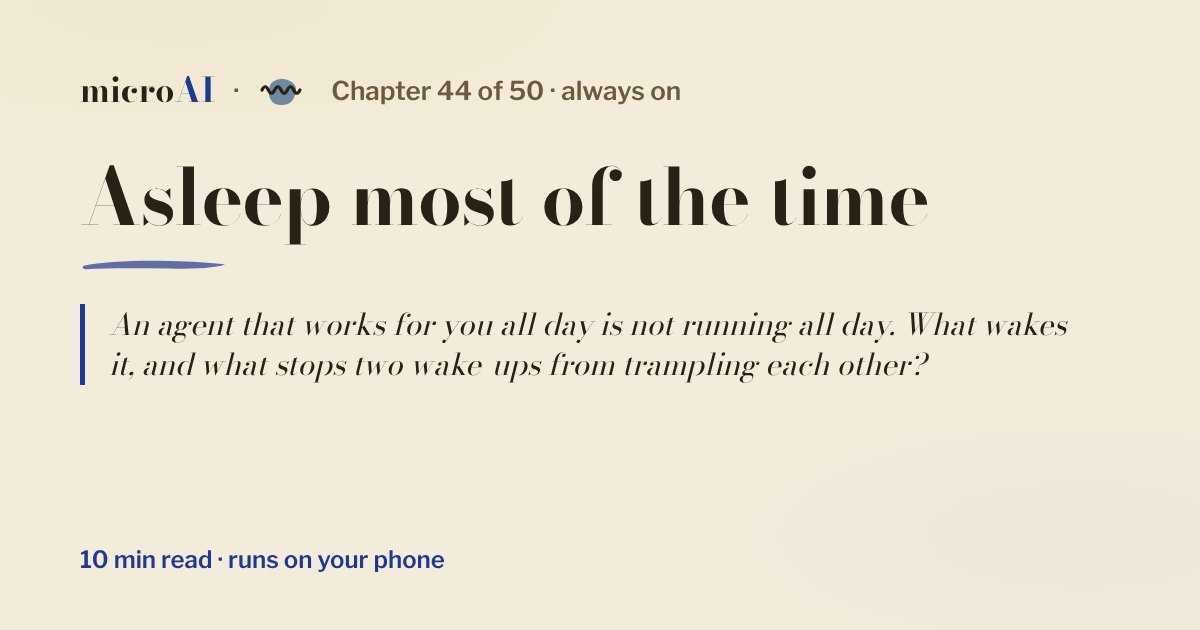 microAI · Chapter 44 of 50 · always on
Asleep most of the time
An agent that works for you all day is not running all day. What wakes
it, and what stops two wake-ups from trampling each other?
10 min read · runs on your phone